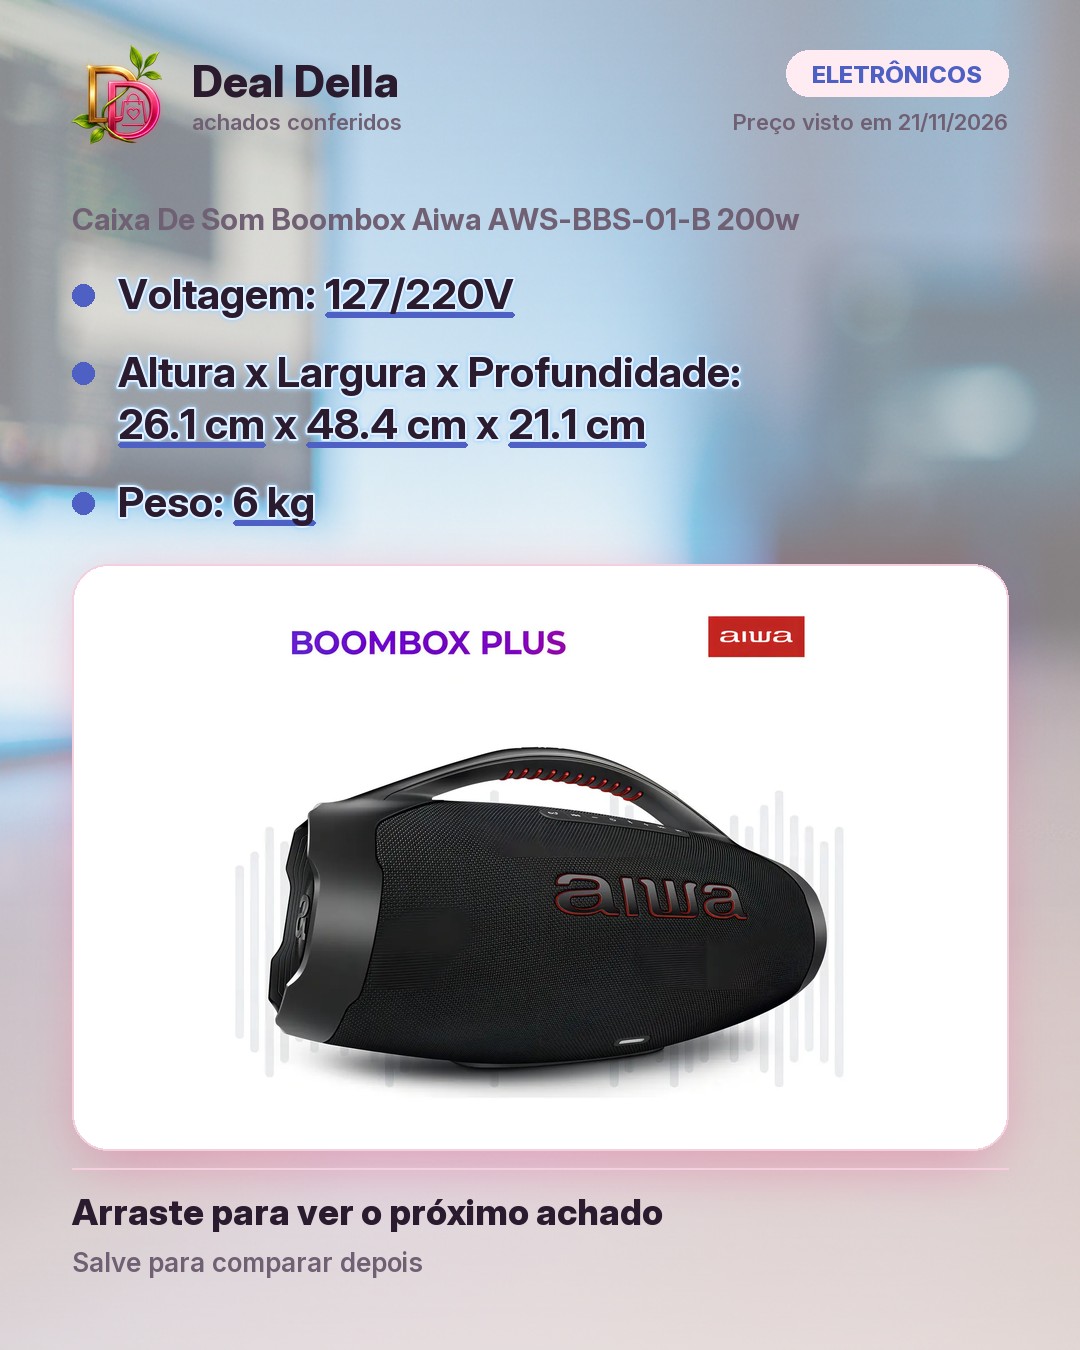 Deal Della
achados conferidos
ELETRÔNICOS
Preço visto em 21/11/2026
Caixa De Som Boombox Aiwa AWS-BBS-01-B 200w
Voltagem: 127/220V
Altura x Largura x Profundidade:
26.1 cm x 48.4 cm x 21.1 cm
Peso: 6 kg
BOOMBOX PLUS
aiwa
aiwa
Arraste para ver o próximo achado
Salve para comparar depois